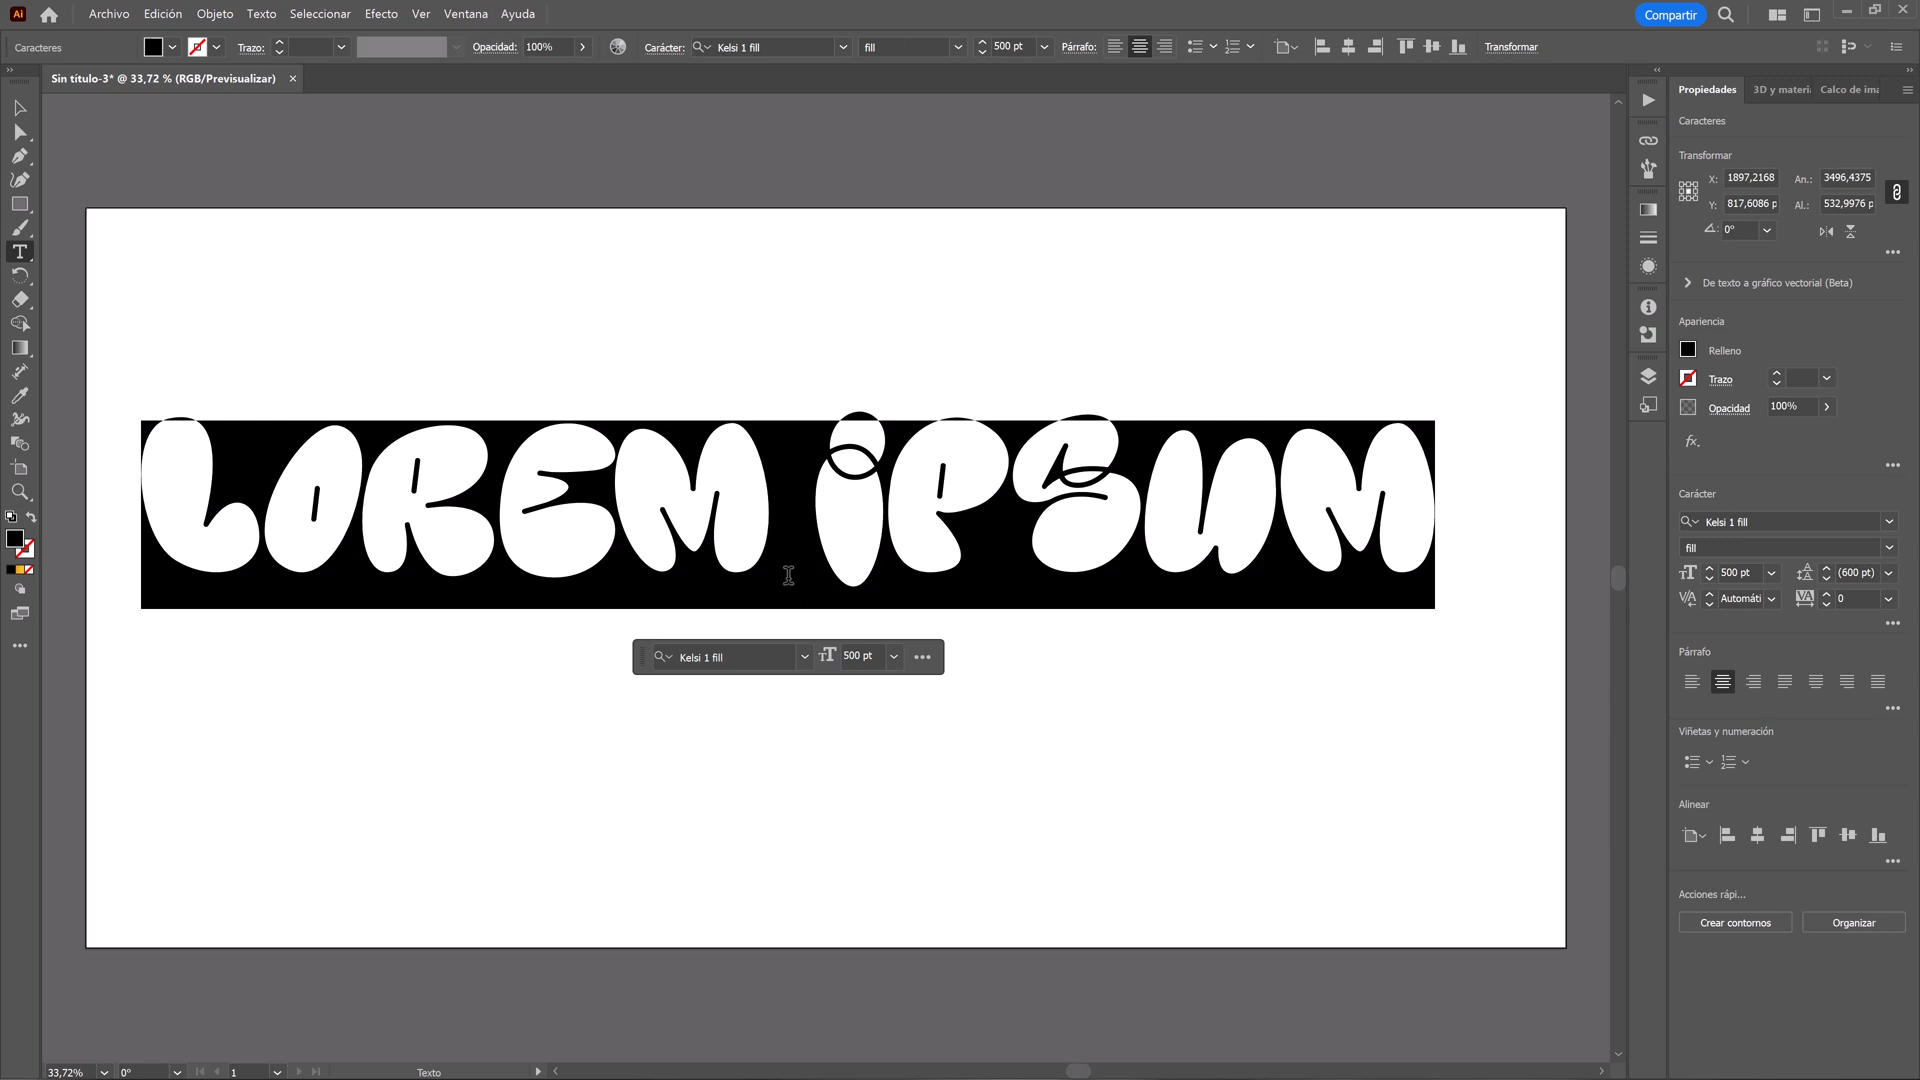 Ai Archivo Edición Objeto Texto Seleccionar Efecto Ver Ventana Ayuda Compartir
Caracteres Trazo: Opacidad: 100% Carácter: Kelsi 1 fill fill 500 pt Párrafo: Transformar
Sin título-3* @ 33,72 % (RGB/Previsualizar)
Propiedades 3D y materi Calco de ima
Caracteres
Transformar
X: 1897,2168 An.: 3496,4375
Y: 817,6086 p Al.: 532,9976 p
0°
De texto a gráfico vectorial (Beta)
Apariencia
Relleno
Trazo
Opacidad 100%
fx.
LOREM IPSUM
Carácter
Kelsi 1 fill
fill
500 pt (600 pt)
Automáti 0
Kelsi 1 fill 500 pt
Párrafo
Viñetas y numeración
Alinear
Acciones rápi...
Crear contornos Organizar
33,72% 0° 1 Texto